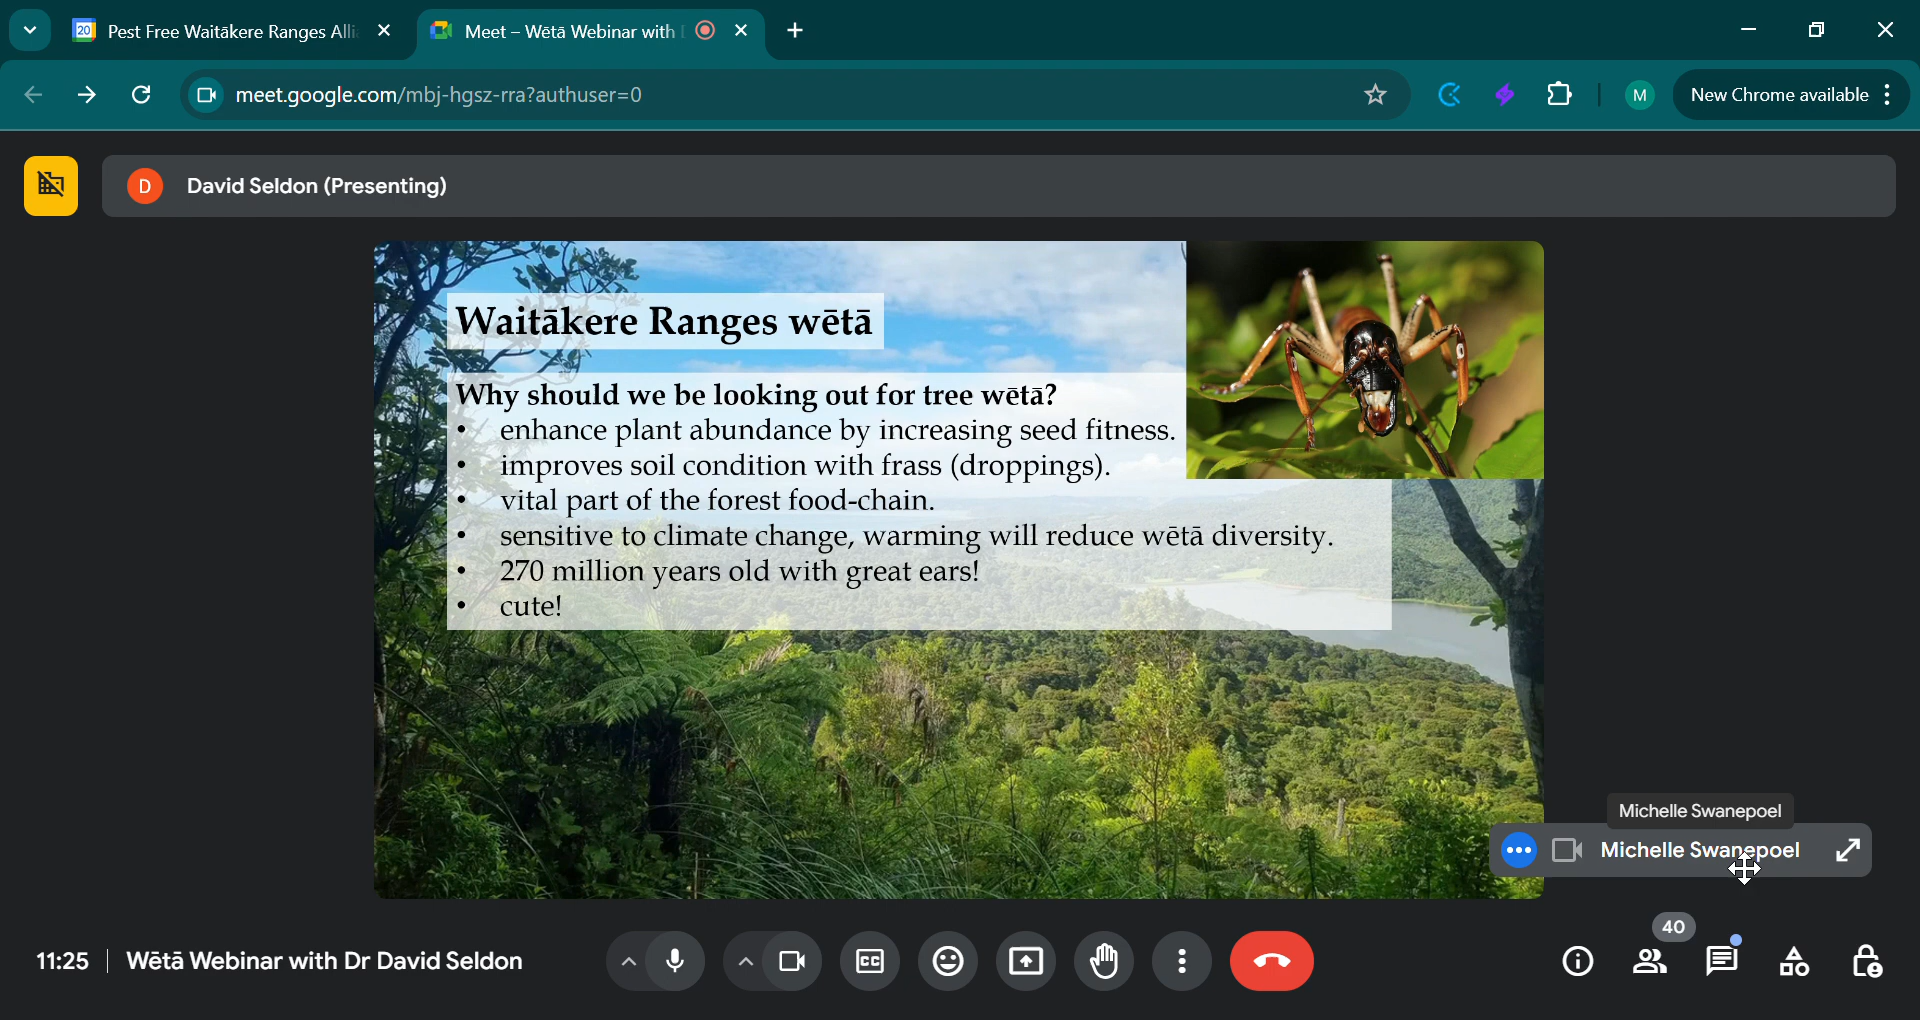 Pest Free Waitākere Ranges Alli
Meet – Wētā Webinar with
meet.google.com/mbj-hgsz-rra?authuser=0
M
New Chrome available
D
David Seldon (Presenting)
Waitākere Ranges wētā
Why should we be looking out for tree wētā?
• enhance plant abundance by increasing seed fitness.
• improves soil condition with frass (droppings).
• vital part of the forest food-chain.
• sensitive to climate change, warming will reduce wētā diversity.
• 270 million years old with great ears!
• cute!
Michelle Swanepoel
Michelle Swanepoel
40
11:25 | Wētā Webinar with Dr David Seldon
CC